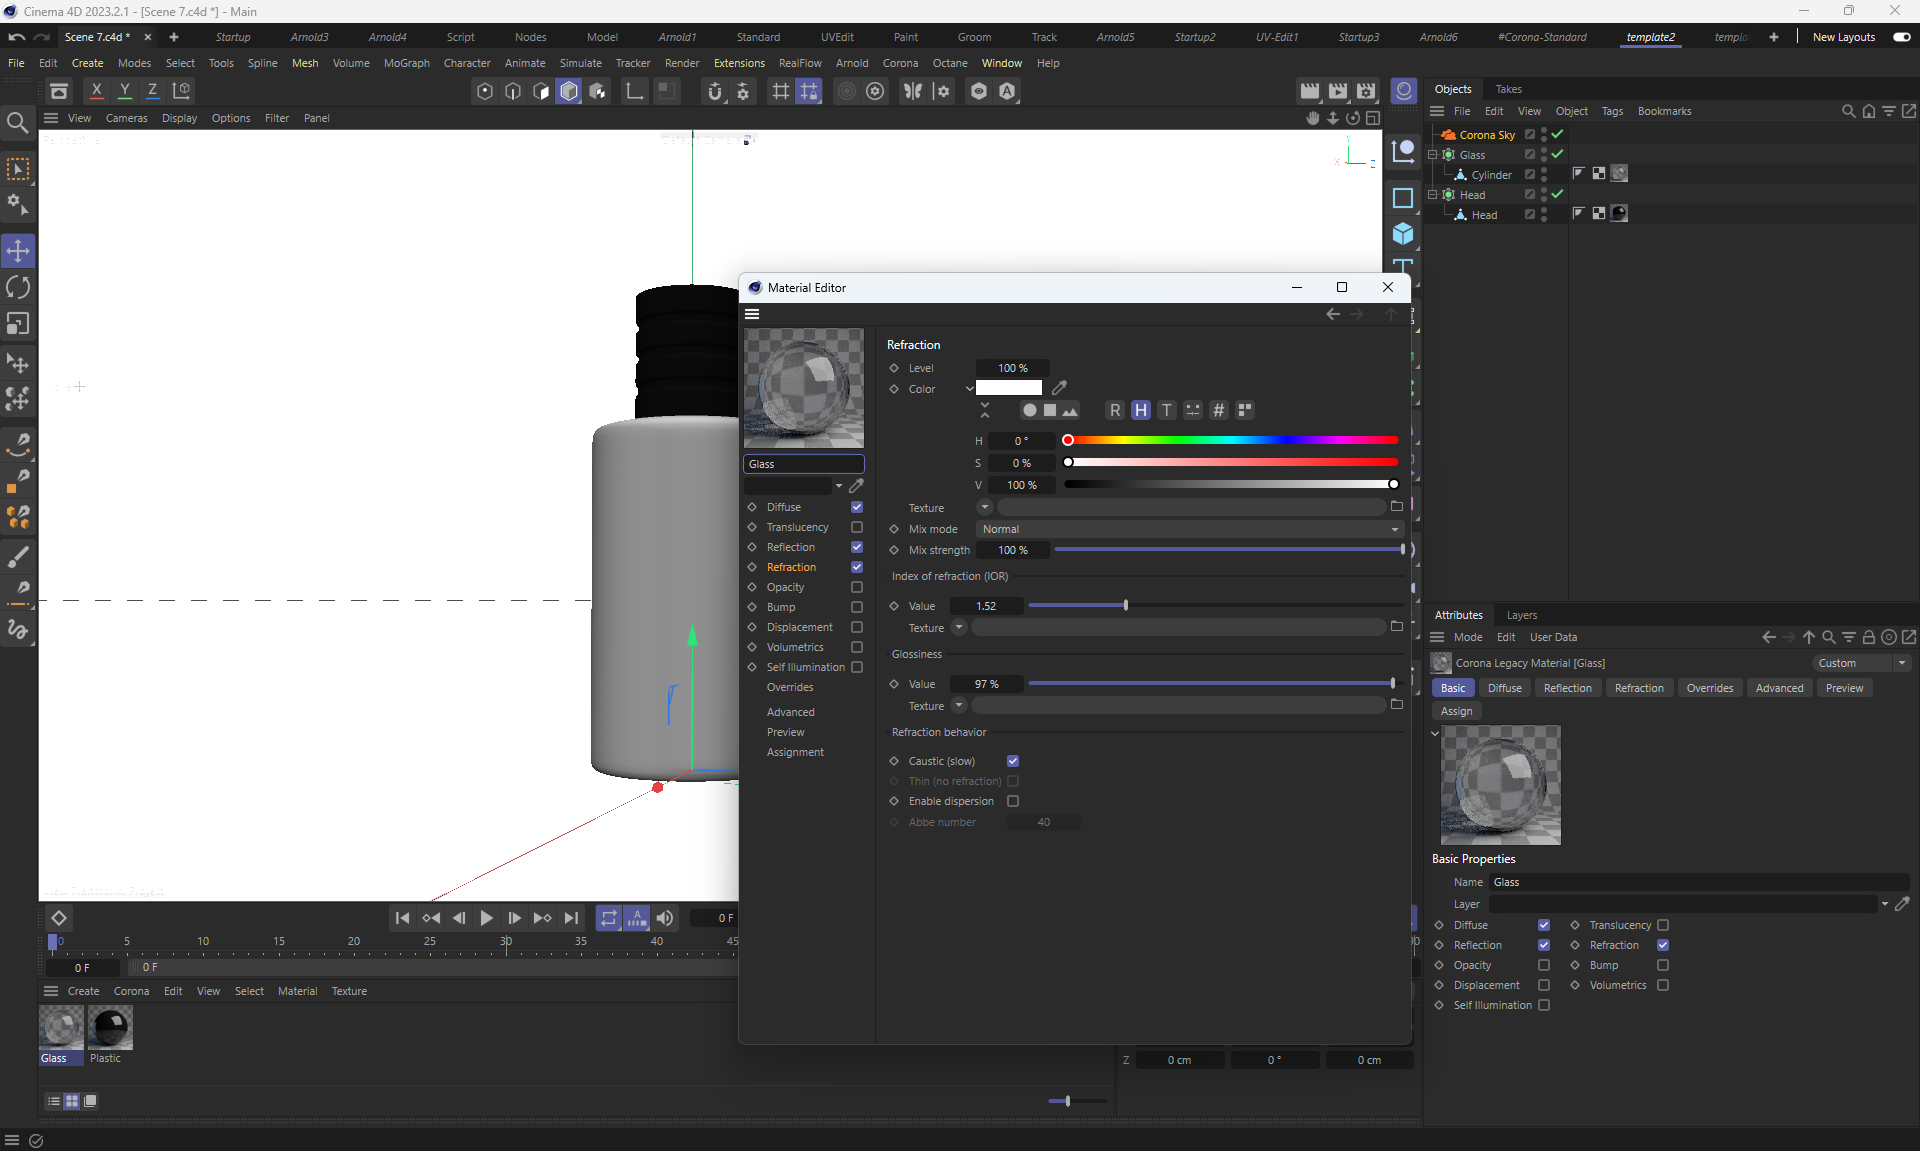 Cinema 4D 2023.2.1 - [Scene 7.c4d *] - Main
Scene 7.c4d *
Startup
Arnold3
Arnold4
Script
Nodes
Model
Arnold1
Standard
UVEdit
Paint
Groom
Track
Arnold5
Startup2
UV-Edit1
Startup3
Arnold6
#Corona-Standard
template2
New Layouts
File Edit Create Modes Select Tools Spline Mesh Volume MoGraph Character Animate Simulate Tracker Render Extensions RealFlow Arnold Corona Octane Window Help
X Y Z
View Cameras Display Options Filter Panel
Objects Takes
File Edit View Object Tags Bookmarks
Corona Sky
Glass
Cylinder
Head
Head
Material Editor
Glass
Diffuse
Translucency
Reflection
Refraction
Opacity
Bump
Displacement
Volumetrics
Self Illumination
Overrides
Advanced
Preview
Assignment
Refraction
Level 100 %
Color
R H T #
H 0 °
S 0 %
V 100 %
Texture
Mix mode Normal
Mix strength 100 %
Index of refraction (IOR)
Value 1.52
Texture
Glossiness
Value 97 %
Texture
Refraction behavior
Caustic (slow)
Thin (no refraction)
Enable dispersion
Abbe number 40
Attributes Layers
Mode Edit User Data
Corona Legacy Material [Glass]
Custom
Basic Diffuse Reflection Refraction Overrides Advanced Preview
Assign
Basic Properties
Name Glass
Layer
Diffuse Translucency
Reflection Refraction
Opacity Bump
Displacement Volumetrics
Self Illumination
0 F
0 5 10 15 20 25 30 35 40 45
0 F 0 F
Create Corona Edit View Select Material Texture
Glass Plastic
Z 0 cm 0 ° 0 cm